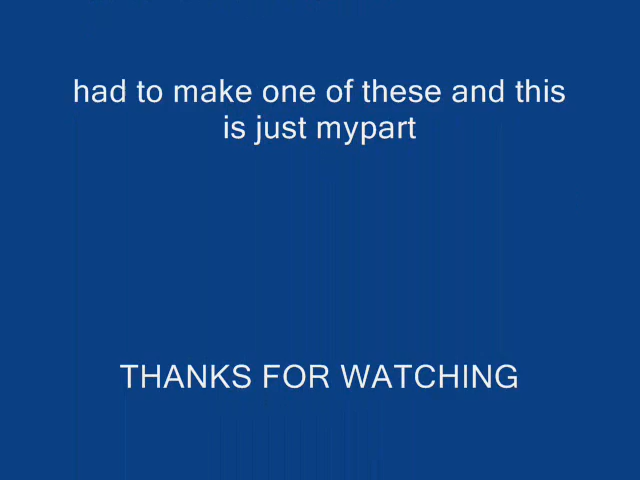 had to make one of these and this
is just mypart
THANKS FOR WATCHING